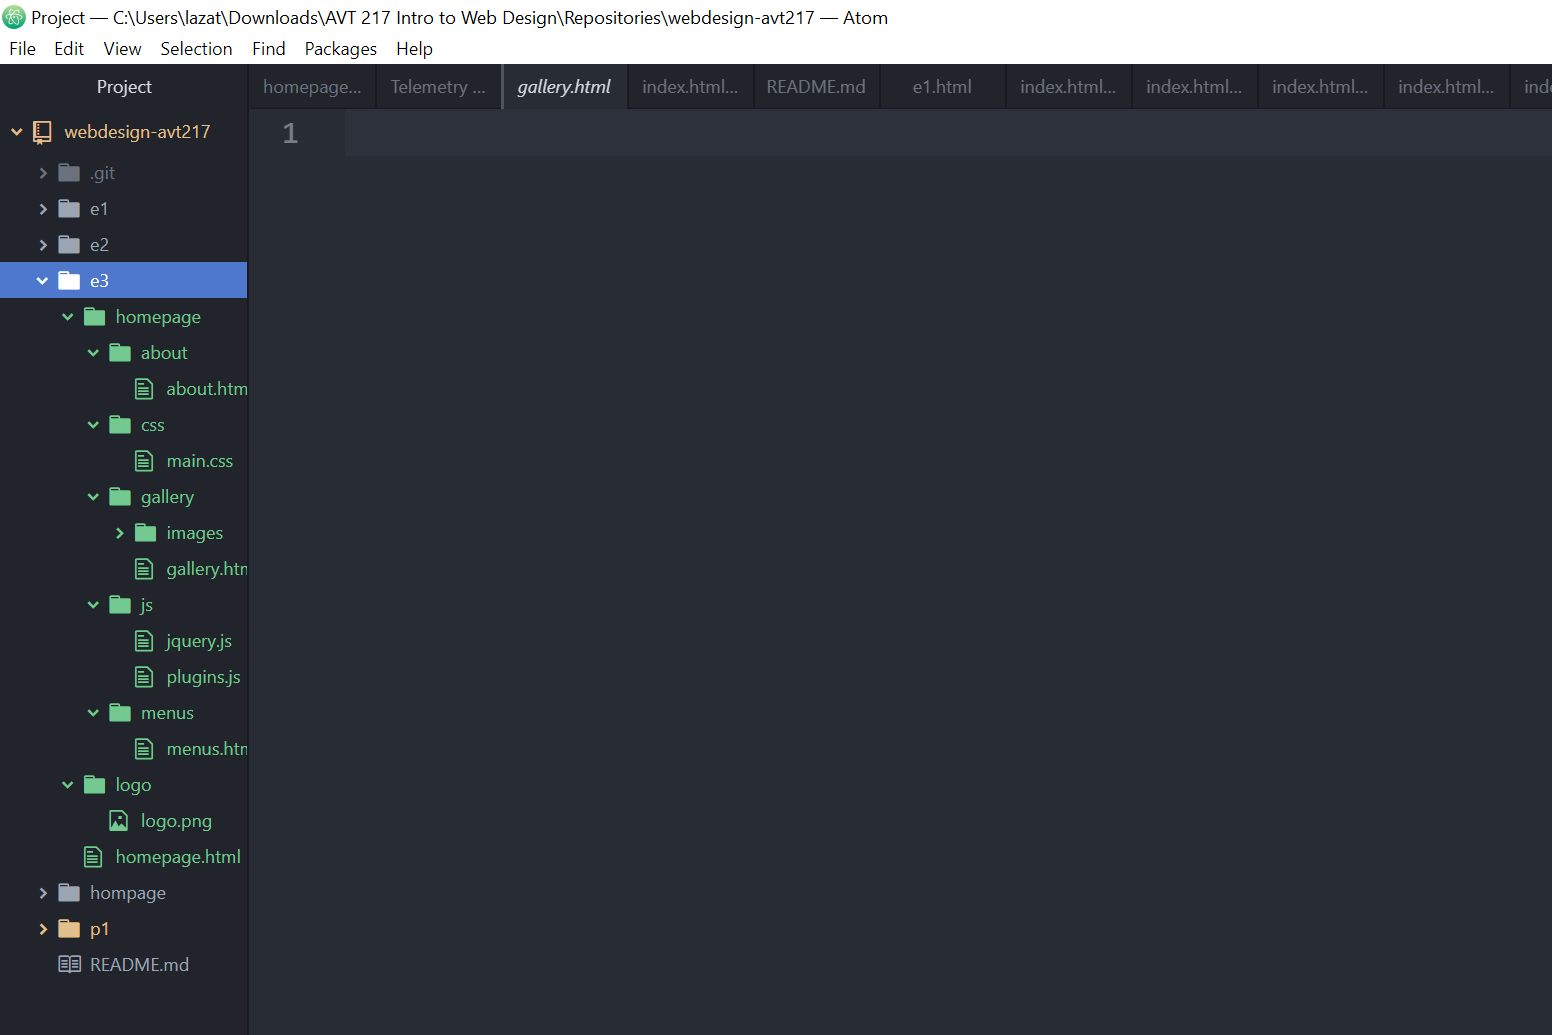 Project — C:\Users\lazat\Downloads\AVT 217 Intro to Web Design\Repositories\webdesign-avt217 — Atom
File Edit View Selection Find Packages Help
Project
homepage... Telemetry ... gallery.html index.html... README.md e1.html index.html... index.html... index.html... index.html... inde
1
webdesign-avt217
.git
e1
e2
e3
homepage
about
about.htm
css
main.css
gallery
images
gallery.htm
js
jquery.js
plugins.js
menus
menus.htm
logo
logo.png
homepage.html
hompage
p1
README.md